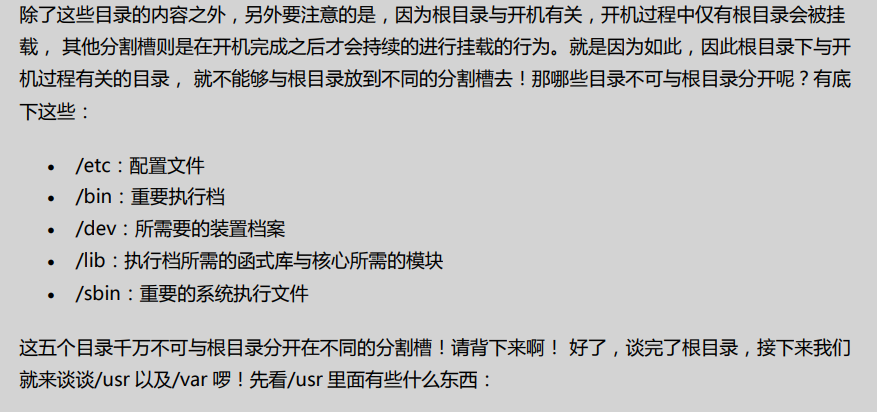 除了这些目录的内容之外，另外要注意的是，因为根目录与开机有关，开机过程中仅有根目录会被挂
载， 其他分割槽则是在开机完成之后才会持续的进行挂载的行为。就是因为如此，因此根目录下与开
机过程有关的目录， 就不能够与根目录放到不同的分割槽去！那哪些目录不可与根目录分开呢？有底
下这些：
• /etc：配置文件
• /bin：重要执行档
• /dev：所需要的装置档案
• /lib：执行档所需的函式库与核心所需的模块
• /sbin：重要的系统执行文件
这五个目录千万不可与根目录分开在不同的分割槽！请背下来啊！ 好了，谈完了根目录，接下来我们
就来谈谈/usr 以及/var 啰！先看/usr 里面有些什么东西：